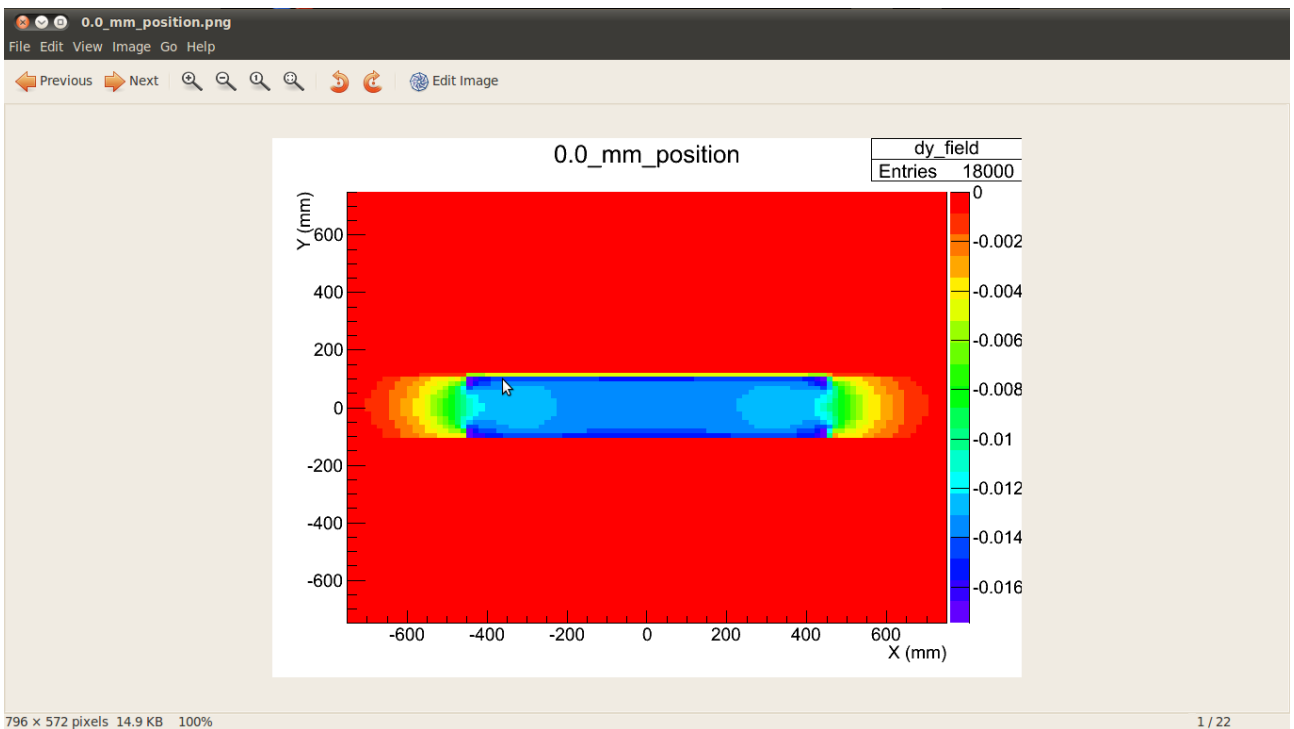 0.0_mm_position.png
File Edit View Image Go Help
Previous Next Edit Image
0.0_mm_position
dy_field
Entries 18000
Y (mm)
600
400
200
0
-200
-400
-600
0
-0.002
-0.004
-0.006
-0.008
-0.01
-0.012
-0.014
-0.016
-600 -400 -200 0 200 400 600
X (mm)
796 × 572 pixels 14.9 KB 100% 1 / 22